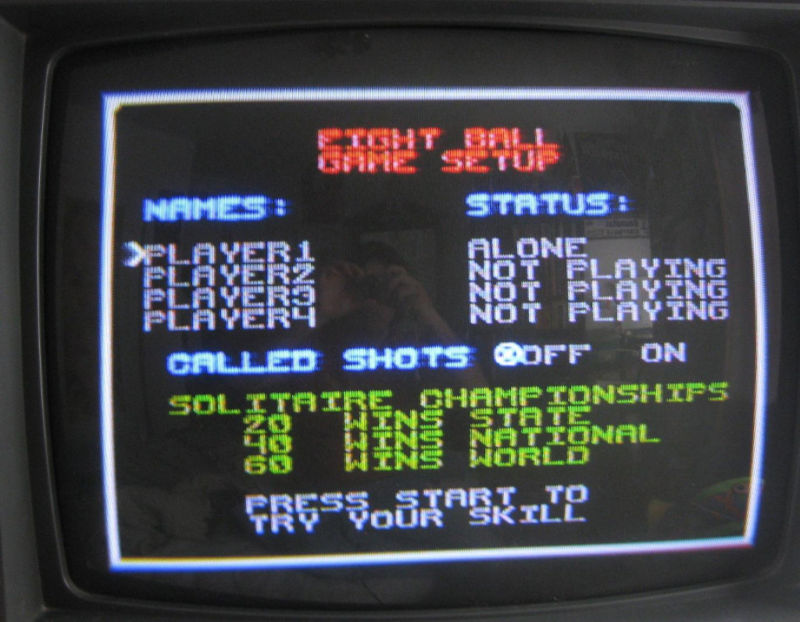 EIGHT BALL
GAME SETUP
NAMES: STATUS:
PLAYER1 ALONE
PLAYER2 NOT PLAYING
PLAYER3 NOT PLAYING
PLAYER4 NOT PLAYING
CALLED SHOTS OFF ON
SOLITAIRE CHAMPIONSHIPS
20 WINS STATE
40 WINS NATIONAL
60 WINS WORLD
PRESS START TO
TRY YOUR SKILL